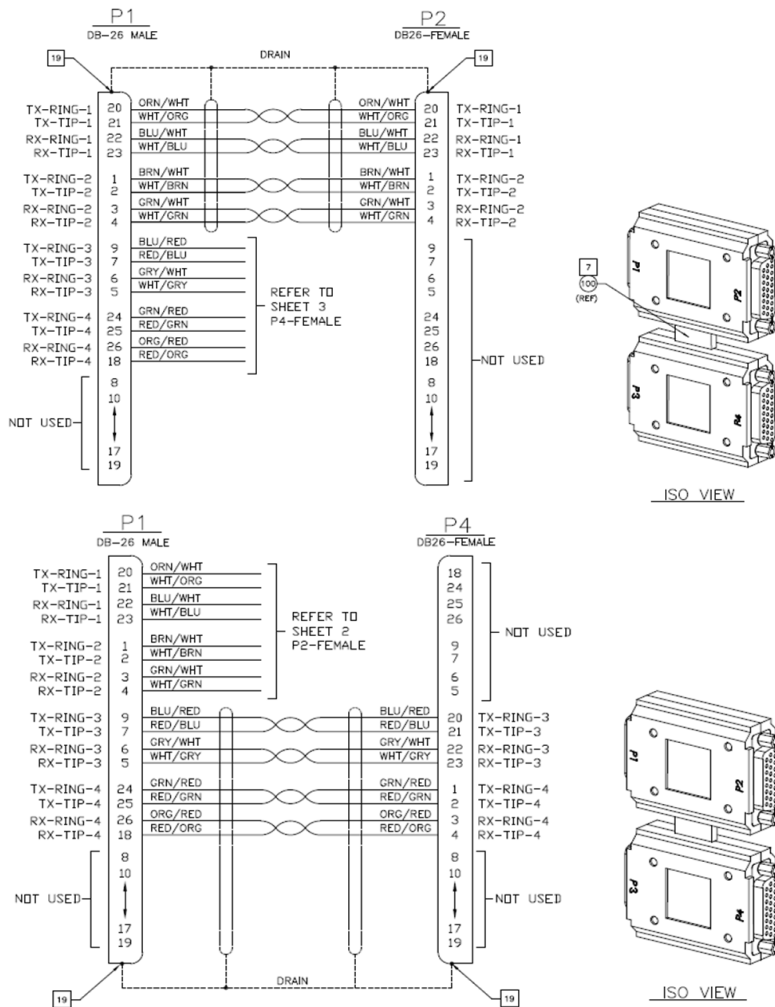 P1
DB-26 MALE
P2
DB26-FEMALE
19
DRAIN
19
TX-RING-1 20 ORN/WHT ORN/WHT 20 TX-RING-1
TX-TIP-1 21 WHT/ORG WHT/ORG 21 TX-TIP-1
RX-RING-1 22 BLU/WHT BLU/WHT 22 RX-RING-1
RX-TIP-1 23 WHT/BLU WHT/BLU 23 RX-TIP-1
TX-RING-2 1 BRN/WHT BRN/WHT 1 TX-RING-2
TX-TIP-2 2 WHT/BRN WHT/BRN 2 TX-TIP-2
RX-RING-2 3 GRN/WHT GRN/WHT 3 RX-RING-2
RX-TIP-2 4 WHT/GRN WHT/GRN 4 RX-TIP-2
TX-RING-3 9 BLU/RED 9
TX-TIP-3 7 RED/BLU 7
RX-RING-3 6 GRY/WHT 6
RX-TIP-3 5 WHT/GRY 5
REFER TO
SHEET 3
P4-FEMALE
TX-RING-4 24 GRN/RED 24
TX-TIP-4 25 RED/GRN 25
RX-RING-4 26 ORG/RED 26
RX-TIP-4 18 RED/ORG 18
NOT USED
8 8
10 10
NOT USED
17 17
19 19
P1
P2
7
100
(REF)
P3
P4
ISO VIEW
P1
DB-26 MALE
P4
DB26-FEMALE
TX-RING-1 20 ORN/WHT 18
TX-TIP-1 21 WHT/ORG 24
RX-RING-1 22 BLU/WHT 25
RX-TIP-1 23 WHT/BLU 26
REFER TO
SHEET 2
P2-FEMALE
NOT USED
TX-RING-2 1 BRN/WHT 9
TX-TIP-2 2 WHT/BRN 7
RX-RING-2 3 GRN/WHT 6
RX-TIP-2 4 WHT/GRN 5
TX-RING-3 9 BLU/RED BLU/RED 20 TX-RING-3
TX-TIP-3 7 RED/BLU RED/BLU 21 TX-TIP-3
RX-RING-3 6 GRY/WHT GRY/WHT 22 RX-RING-3
RX-TIP-3 5 WHT/GRY WHT/GRY 23 RX-TIP-3
TX-RING-4 24 GRN/RED GRN/RED 1 TX-RING-4
TX-TIP-4 25 RED/GRN RED/GRN 2 TX-TIP-4
RX-RING-4 26 ORG/RED ORG/RED 3 RX-RING-4
RX-TIP-4 18 RED/ORG RED/ORG 4 RX-TIP-4
8 8
10 10
NOT USED
NOT USED
17 17
19 19
19
DRAIN
19
P1
P2
P3
P4
ISO VIEW